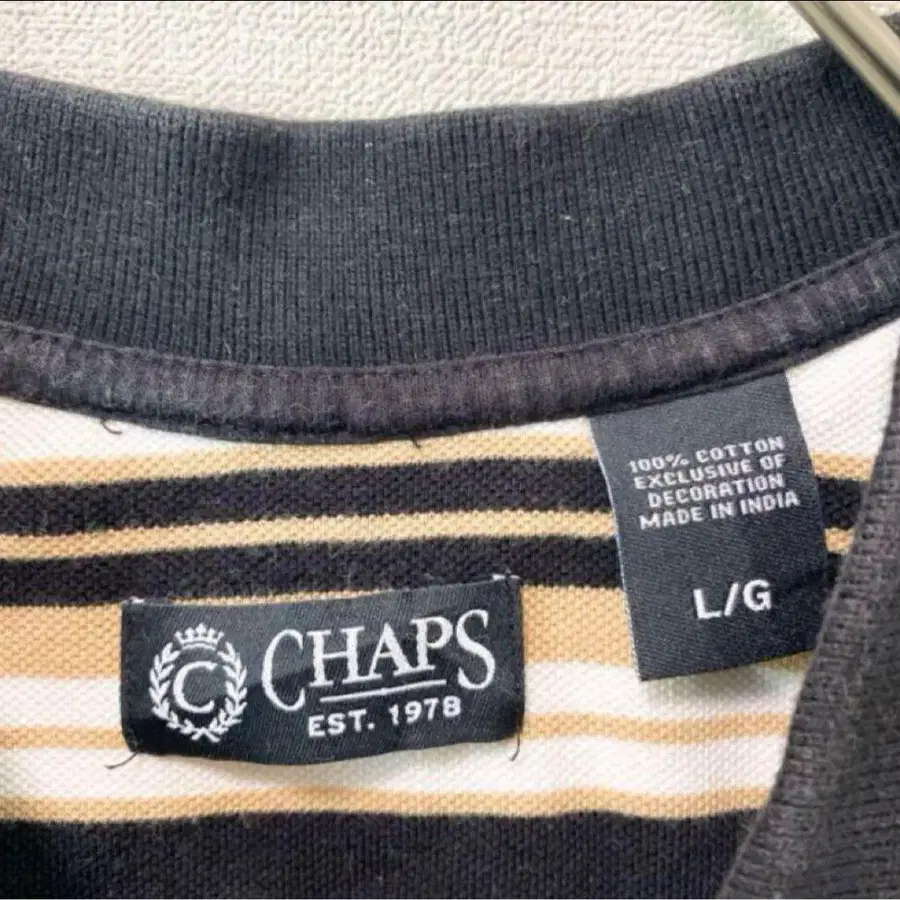 100% COTTON
EXCLUSIVE OF
DECORATION
MADE IN INDIA
L/G
C
CHAPS
EST. 1978